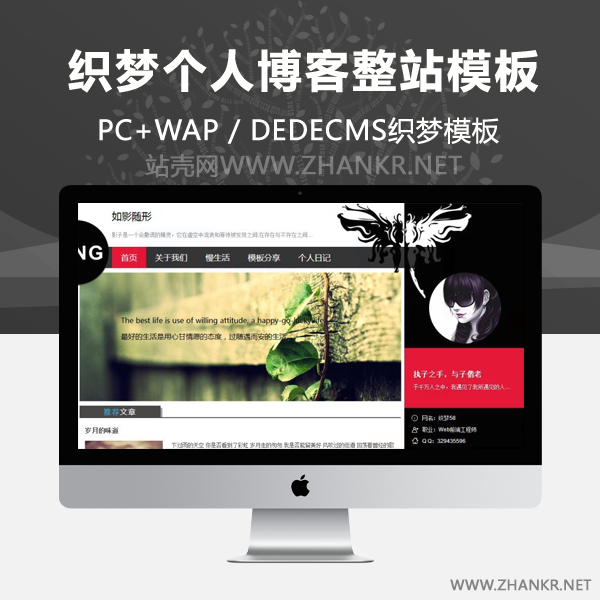 织梦个人博客整站模板
PC+WAP / DEDECMS织梦模板
站壳网WWW.ZHANKR.NET
如影随形
影子是一个会撒谎的精灵，它在虚空中流浪和等待被发现之间;在存在与不存在之间....
NG
首页 关于我们 慢生活 模板分享 个人日记
The best life is use of willing attitude, a happy-go-lucky life.
最好的生活是用心甘情愿的态度，过随遇而安的生活
执子之手，与子偕老
于千万人之中，我遇见了我所遇见的人....
推荐文章
岁月的味道
下过雨的天空 你是否看到了彩虹 岁月走的匆匆 我是否能留美好 风吹过的街道 回荡着曾经的歌
网名：织梦58
职业：Web前端工程师
Q Q：329435596
WWW.ZHANKR.NET